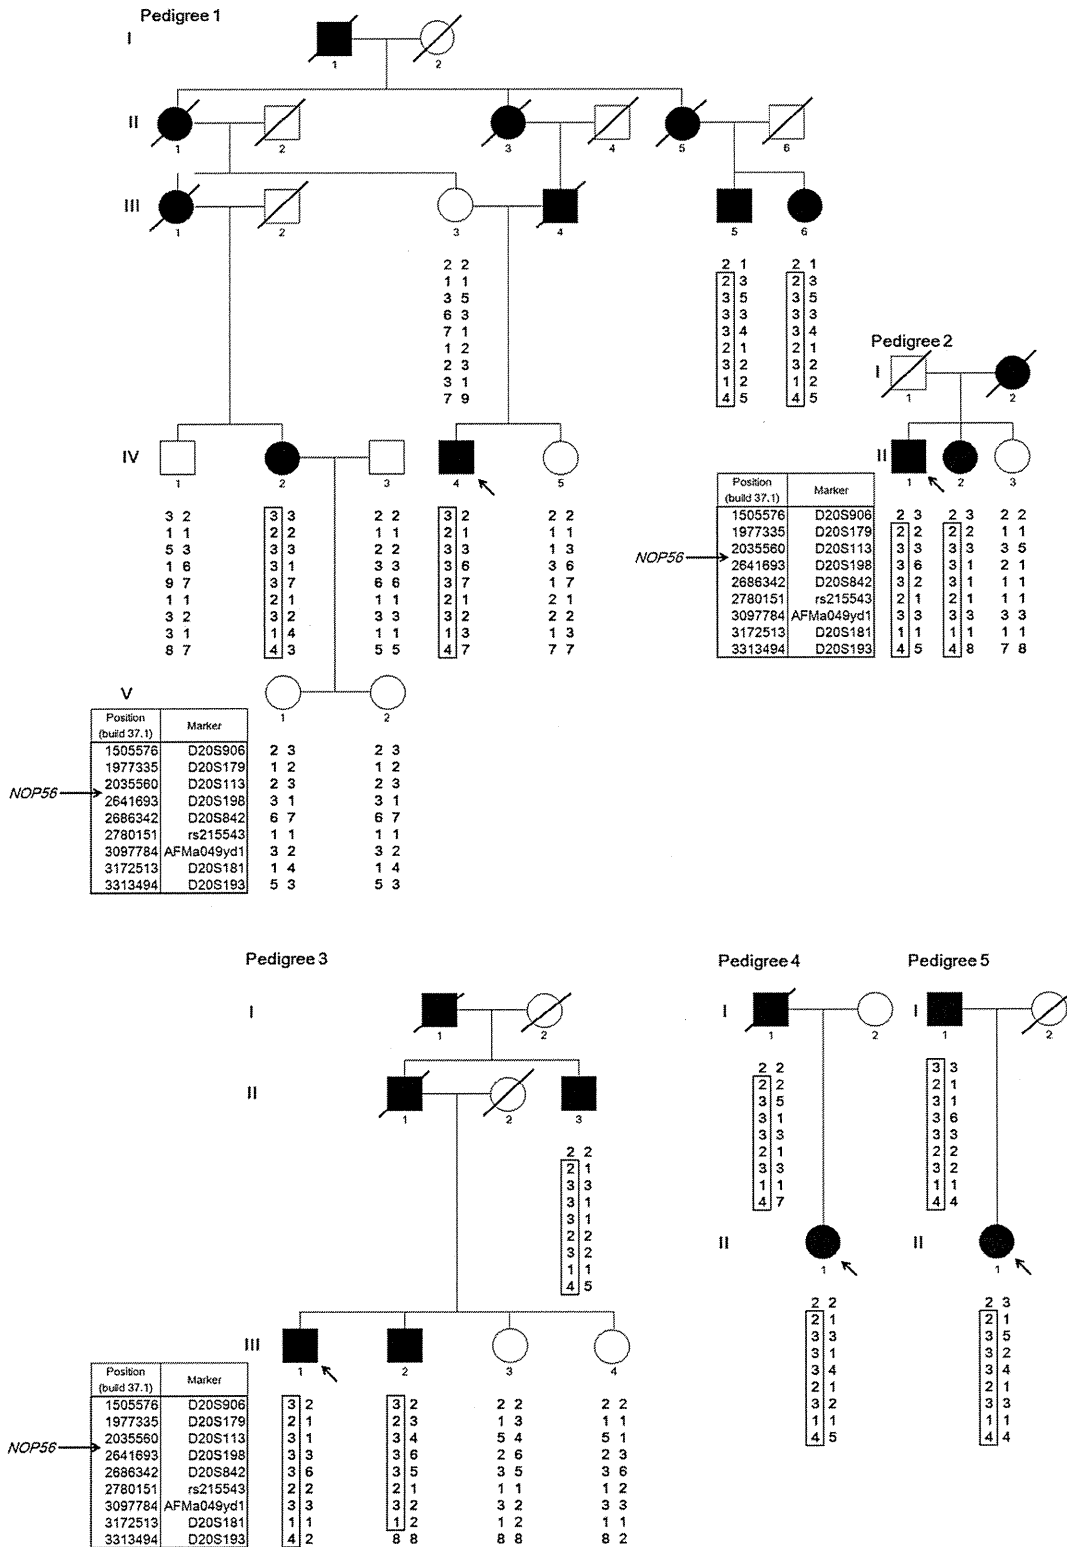 Pedigree 1
I
1 2
II
1 2 3 4 5 6
III
1 2 3 4 5 6
2 2
1 1
3 5
6 3
7 1
1 2
2 3
3 1
7 9
2 1 2 1
2 3 2 3
3 5 3 5
3 3 3 3
3 4 3 4
2 1 2 1
3 2 3 2
1 2 1 2
4 5 4 5
IV
1 2 3 4 5
3 2 3 3 2 2 3 2 2 2
1 1 2 2 1 1 2 1 1 1
5 3 3 3 2 2 3 3 1 3
1 6 3 1 3 3 3 6 3 6
9 7 3 7 6 6 3 7 1 7
1 1 2 1 1 1 2 1 2 1
3 2 3 2 3 3 3 2 2 2
3 1 1 4 1 1 1 3 1 3
8 7 4 3 5 5 4 7 7 7
V
1 2
Position (build 37.1) Marker
1505576 D20S906 2 3 2 3
1977335 D20S179 1 2 1 2
2035560 D20S113 2 3 2 3
NOP56
2641693 D20S198 3 1 3 1
2686342 D20S842 6 7 6 7
2780151 rs215543 1 1 1 1
3097784 AFMa049yd1 3 2 3 2
3172513 D20S181 1 4 1 4
3313494 D20S193 5 3 5 3
Pedigree 2
I
1 2
II
1 2 3
Position (build 37.1) Marker
1505576 D20S906 2 3 2 3 2 2
1977335 D20S179 2 2 2 2 1 1
2035560 D20S113 3 3 3 3 3 5
NOP56
2641693 D20S198 3 6 3 1 2 1
2686342 D20S842 3 2 3 1 1 1
2780151 rs215543 2 1 2 1 1 1
3097784 AFMa049yd1 3 3 3 3 3 3
3172513 D20S181 1 1 1 1 1 1
3313494 D20S193 4 5 4 8 7 8
Pedigree 3
I
1 2
II
1 2 3
2 2
2 1
3 3
3 1
3 1
2 2
3 2
1 1
4 5
III
1 2 3 4
Position (build 37.1) Marker
1505576 D20S906 3 2 3 2 2 2 2 2
1977335 D20S179 2 1 2 3 1 3 1 1
2035560 D20S113 3 1 3 4 5 4 5 1
NOP56
2641693 D20S198 3 3 3 6 2 6 2 3
2686342 D20S842 3 6 3 5 3 5 3 6
2780151 rs215543 2 2 2 1 1 1 1 2
3097784 AFMa049yd1 3 3 3 2 3 2 3 3
3172513 D20S181 1 1 1 2 1 2 1 1
3313494 D20S193 4 2 8 8 8 8 8 2
Pedigree 4
I
1 2
2 2
2 2
3 5
3 1
3 3
2 1
3 3
1 1
4 7
II
1
2 2
2 1
3 3
3 1
3 4
2 1
3 2
1 1
4 5
Pedigree 5
I
1 2
3 3
2 1
3 1
3 6
3 3
2 2
3 2
1 1
4 4
II
1
2 3
2 1
3 5
3 2
3 4
2 1
3 3
1 1
4 4